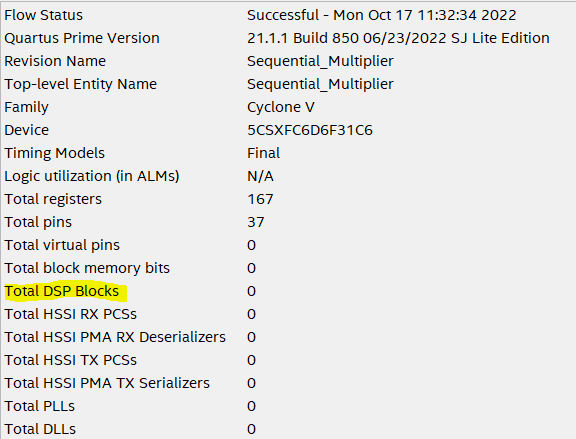 Flow Status Successful - Mon Oct 17 11:32:34 2022
Quartus Prime Version 21.1.1 Build 850 06/23/2022 SJ Lite Edition
Revision Name Sequential_Multiplier
Top-level Entity Name Sequential_Multiplier
Family Cyclone V
Device 5CSXFC6D6F31C6
Timing Models Final
Logic utilization (in ALMs) N/A
Total registers 167
Total pins 37
Total virtual pins 0
Total block memory bits 0
Total DSP Blocks 0
Total HSSI RX PCSs 0
Total HSSI PMA RX Deserializers 0
Total HSSI TX PCSs 0
Total HSSI PMA TX Serializers 0
Total PLLs 0
Total DLLs 0